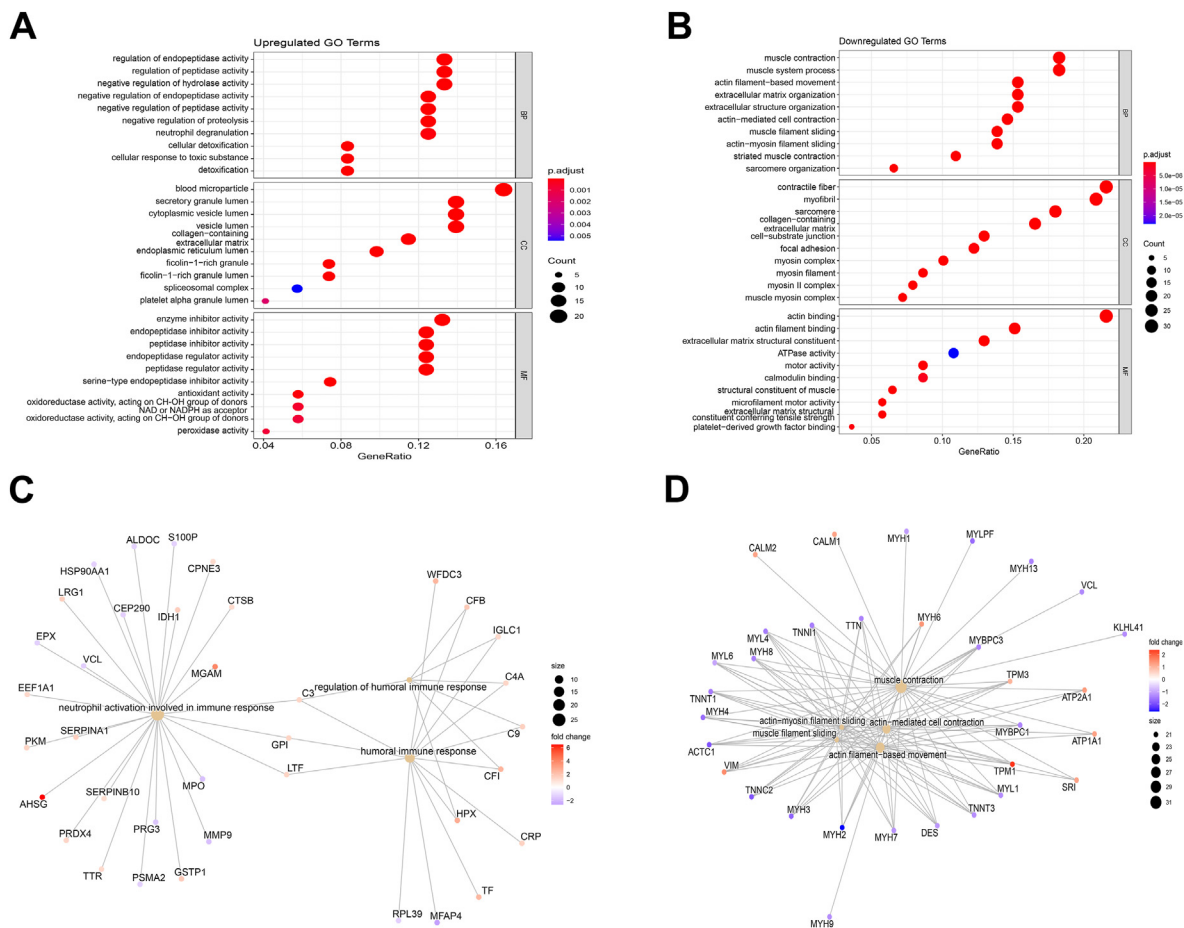 A
Upregulated GO Terms
regulation of endopeptidase activity
regulation of peptidase activity
negative regulation of hydrolase activity
negative regulation of endopeptidase activity
negative regulation of peptidase activity
negative regulation of proteolysis
neutrophil degranulation
cellular detoxification
cellular response to toxic substance
detoxification
BP
blood microparticle
secretory granule lumen
cytoplasmic vesicle lumen
vesicle lumen
collagen-containing
extracellular matrix
endoplasmic reticulum lumen
ficolin-1-rich granule
ficolin-1-rich granule lumen
spliceosomal complex
platelet alpha granule lumen
CC
enzyme inhibitor activity
endopeptidase inhibitor activity
peptidase inhibitor activity
endopeptidase regulator activity
peptidase regulator activity
serine-type endopeptidase inhibitor activity
antioxidant activity
oxidoreductase activity, acting on CH-OH group of donors
NAD or NADPH as acceptor
oxidoreductase activity, acting on CH-OH group of donors
peroxidase activity
MF
0.04 0.08 0.12 0.16
GeneRatio
p.adjust
0.001
0.002
0.003
0.004
0.005
Count
5
10
15
20
B
Downregulated GO Terms
muscle contraction
muscle system process
actin filament-based movement
extracellular matrix organization
extracellular structure organization
actin-mediated cell contraction
muscle filament sliding
actin-myosin filament sliding
striated muscle contraction
sarcomere organization
BP
contractile fiber
myofibril
sarcomere
collagen-containing
extracellular matrix
cell-substrate junction
focal adhesion
myosin complex
myosin filament
myosin II complex
muscle myosin complex
CC
actin binding
actin filament binding
extracellular matrix structural constituent
ATPase activity
motor activity
calmodulin binding
structural constituent of muscle
microfilament motor activity
extracellular matrix structural
constituent conferring tensile strength
platelet-derived growth factor binding
MF
0.05 0.10 0.15 0.20
GeneRatio
p.adjust
5.0e-06
1.0e-05
1.5e-05
2.0e-05
Count
5
10
15
20
25
30
C
ALDOC
S100P
HSP90AA1
CPNE3
LRG1
CEP290
IDH1
CTSB
EPX
VCL
MGAM
EEF1A1
neutrophil activation involved in immune response
C3
SERPINA1
PKM
GPI
LTF
AHSG
SERPINB10
MPO
PRDX4
PRG3
MMP9
TTR
PSMA2
GSTP1
WFDC3
CFB
IGLC1
regulation of humoral immune response
C4A
C9
humoral immune response
CFI
HPX
CRP
TF
RPL39
MFAP4
size
10
15
20
25
fold change
6
4
2
0
−2
D
CALM2
CALM1
MYH1
MYLPF
MYH13
VCL
KLHL41
MYH6
MYBPC3
TTN
TNNI1
MYL4
MYH8
MYL6
muscle contraction
TPM3
ATP2A1
TNNT1
MYH4
actin-myosin filament sliding
actin-mediated cell contraction
MYBPC1
muscle filament sliding
ATP1A1
ACTC1
actin filament-based movement
VIM
TPM1
SRI
TNNC2
MYL1
MYH3
TNNT3
MYH2
MYH7
DES
MYH9
fold change
2
1
0
−1
−2
size
21
23
25
27
29
31